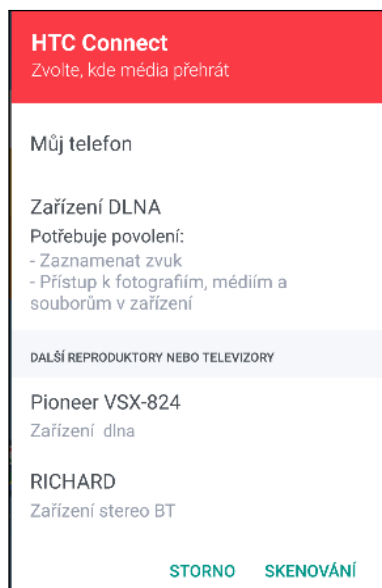 HTC Connect
Zvolte, kde média přehrát
Můj telefon
Zařízení DLNA
Potřebuje povolení:
- Zaznamenat zvuk
- Přístup k fotografiím, médiím a
souborům v zařízení
DALŠÍ REPRODUKTORY NEBO TELEVIZORY
Pioneer VSX-824
Zařízení dlna
RICHARD
Zařízení stereo BT
STORNO SKENOVÁNÍ